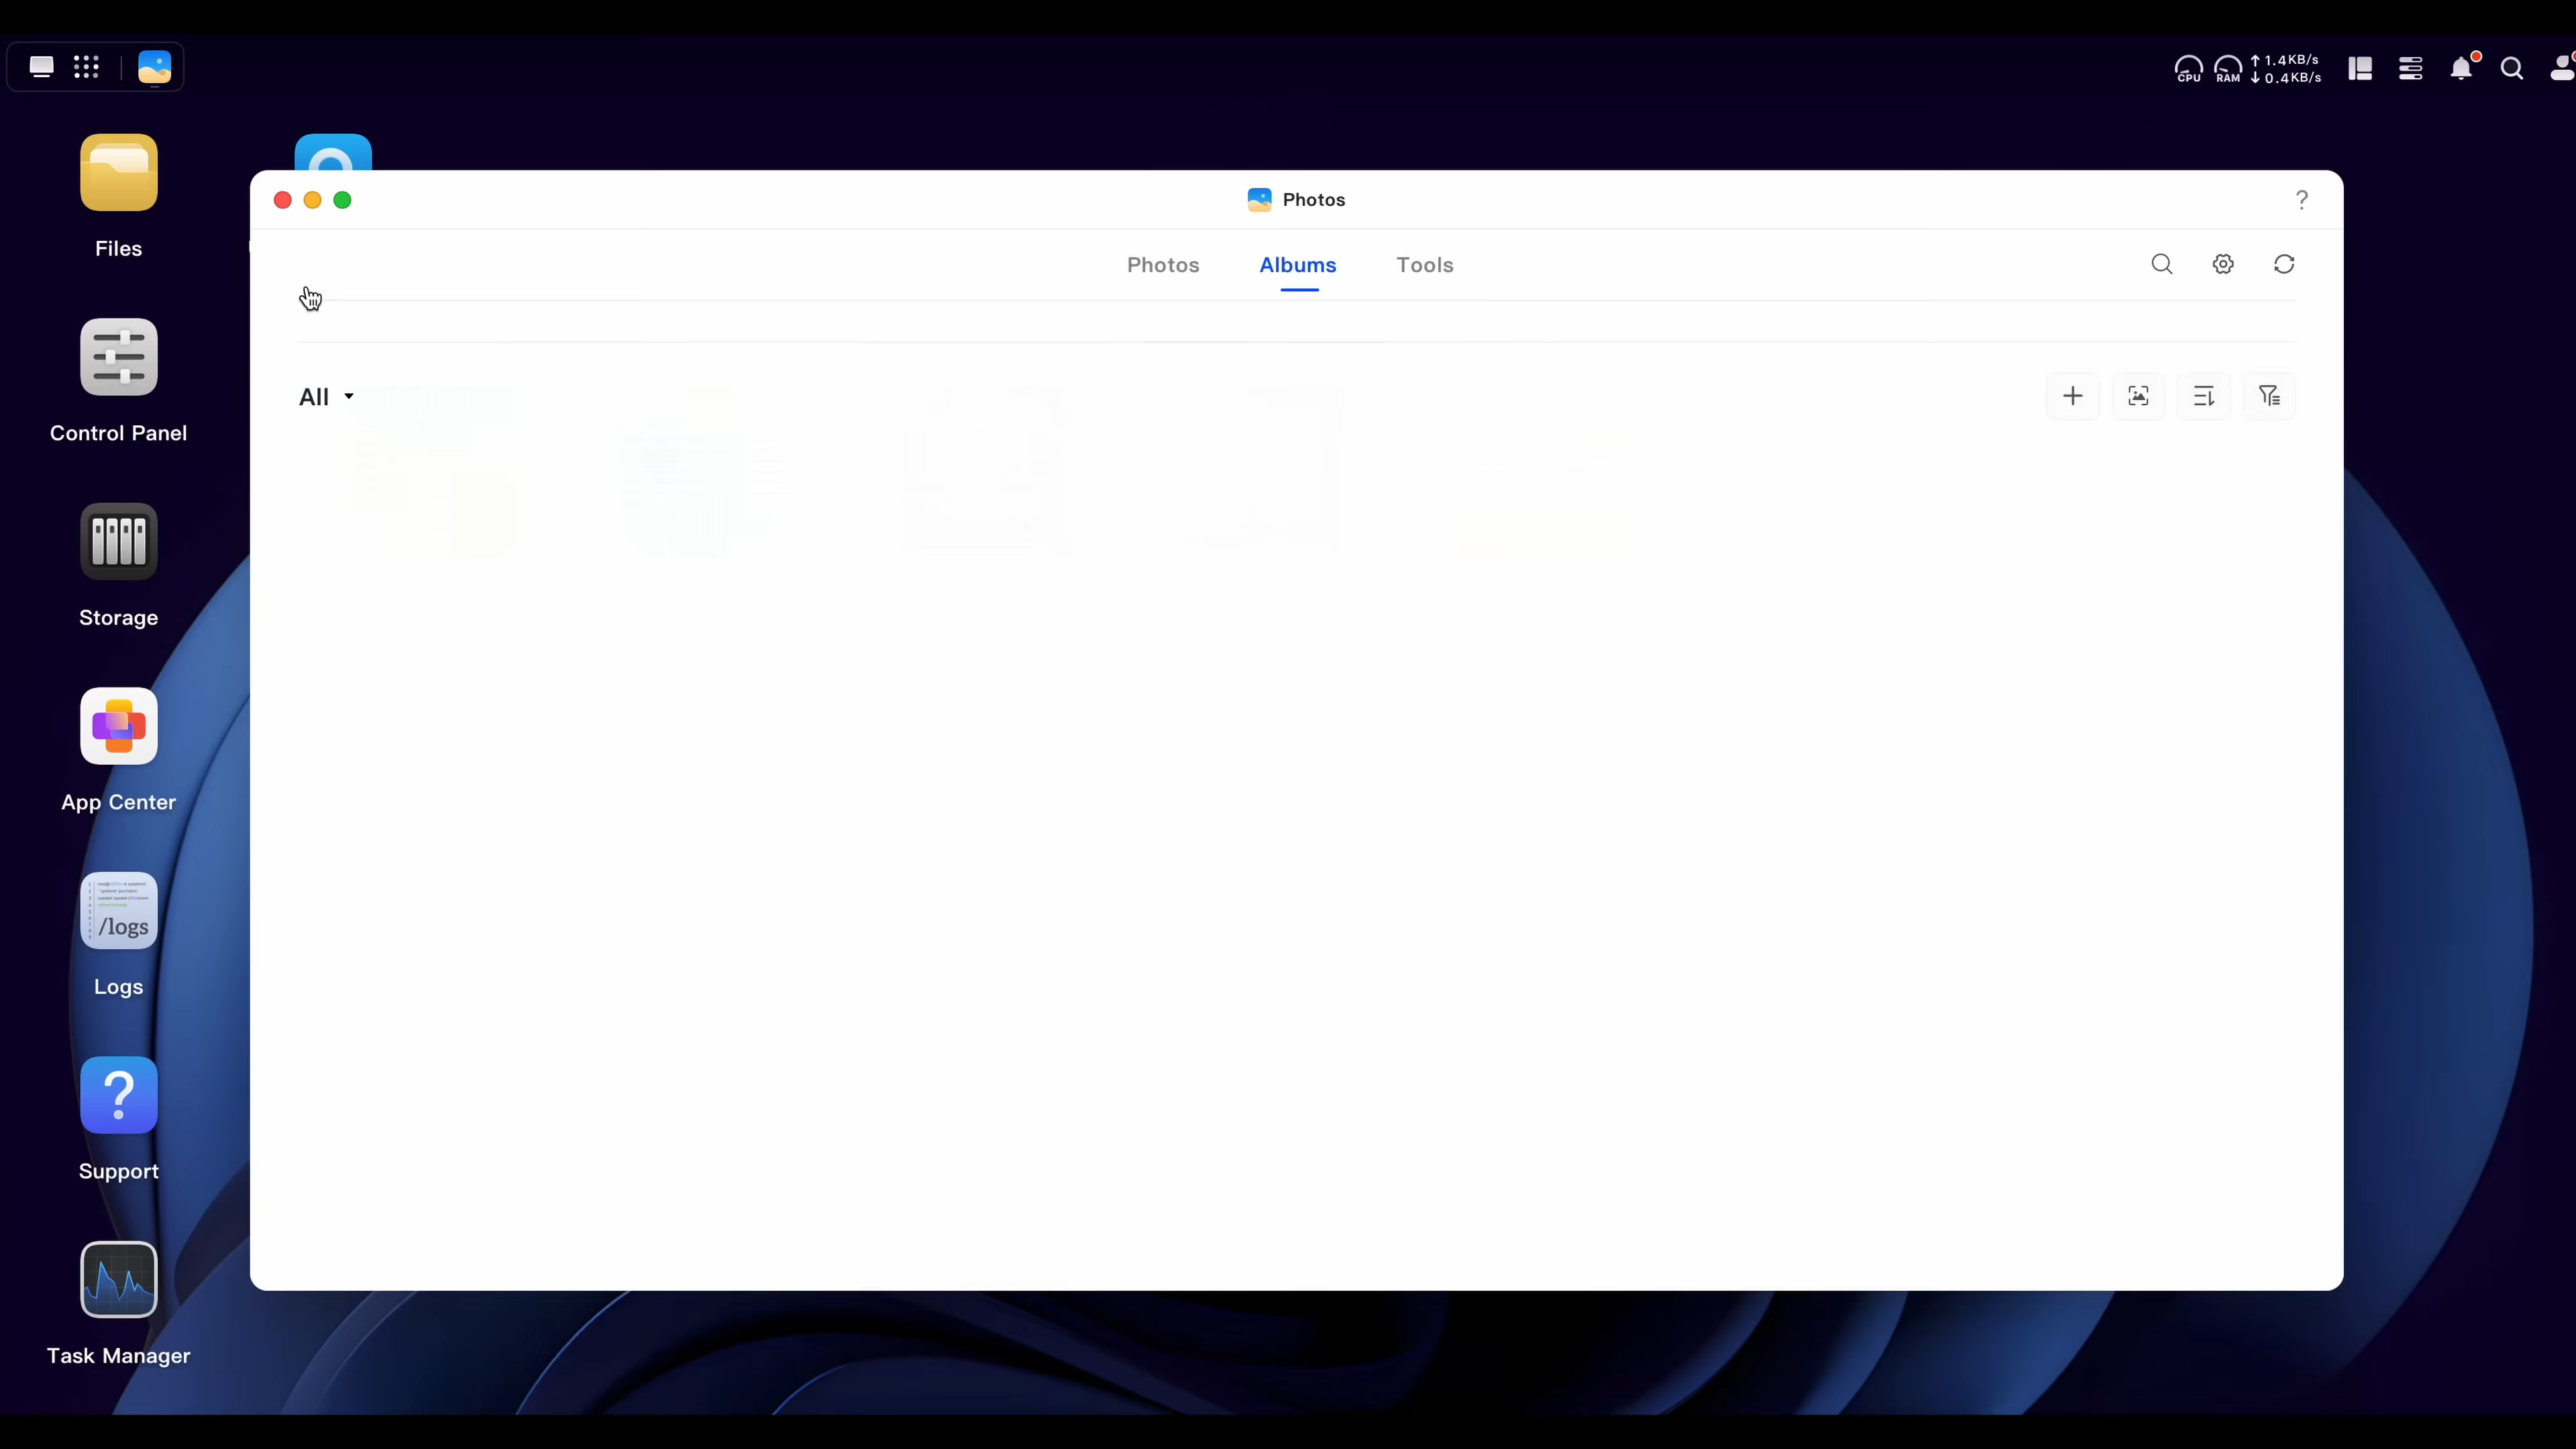 CPU
RAM
1.4KB/s
0.4KB/s
Files
Control Panel
Storage
App Center
/logs
Logs
?
Support
Task Manager
Photos
?
Photos
Albums
Tools
All